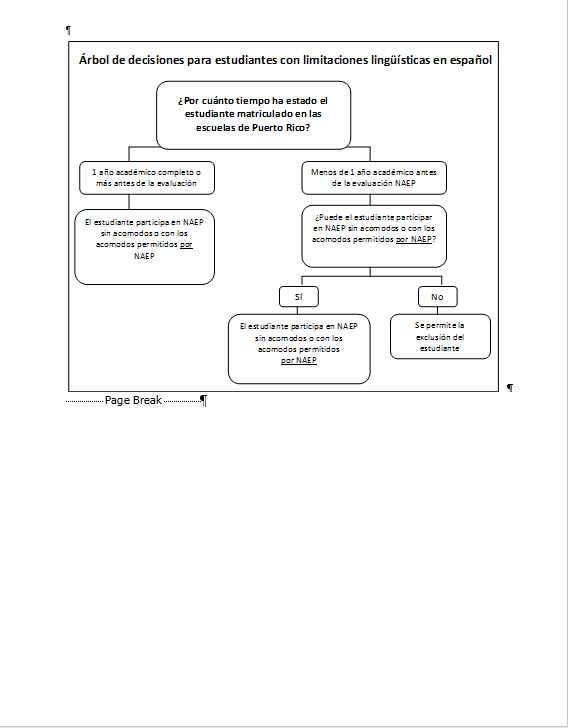 ¶
Árbol de decisiones para estudiantes con limitaciones lingüísticas en español
¿Por cuánto tiempo ha estado el
estudiante matriculado en las
escuelas de Puerto Rico?
1 año académico completo o
más antes de la evaluación
Menos de 1 año académico antes
de la evaluación NAEP
El estudiante participa en NAEP
sin acomodos o con los
acomodos permitidos por
NAEP
¿Puede el estudiante participar
en NAEP sin acomodos o con los
acomodos permitidos por NAEP?
Sí
No
El estudiante participa en NAEP
sin acomodos o con los
acomodos permitidos
por NAEP
Se permite la
exclusión del
estudiante
¶
Page Break ¶